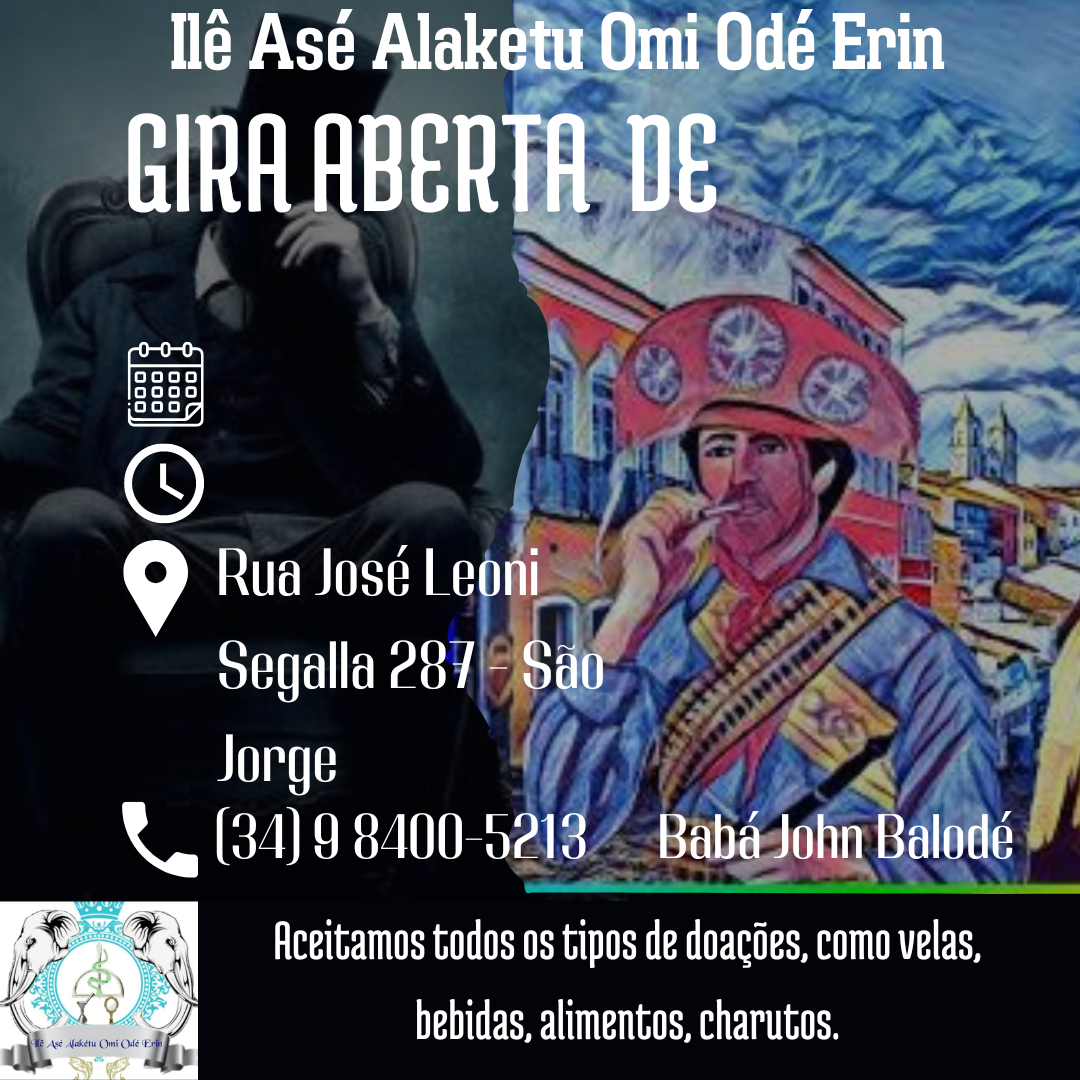 Ilê Asé Alaketu Omi Odé Erin
GIRA ABERTA DE
Rua José Leoni
Segalla 287 - São
Jorge
(34) 9 8400-5213 Babá John Balodé
Aceitamos todos os tipos de doações, como velas,
bebidas, alimentos, charutos.
Ilê Asé Alakétu Omi Odé Erin